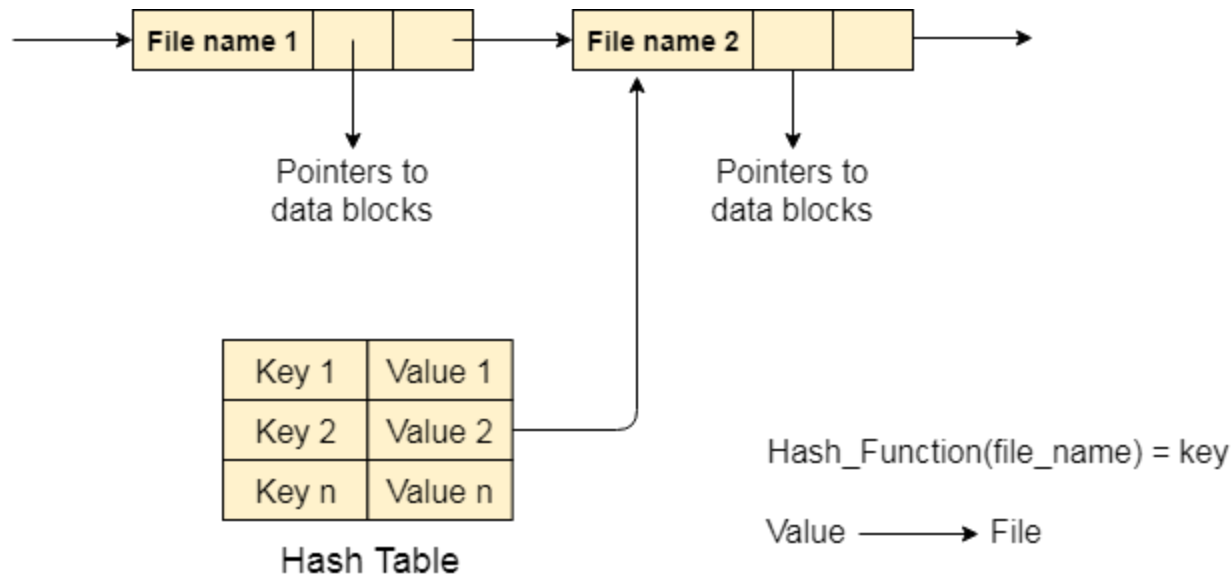 File name 1
File name 2
Pointers to
data blocks
Pointers to
data blocks
Key 1 Value 1
Key 2 Value 2
Key n Value n
Hash Table
Hash_Function(file_name) = key
Value File